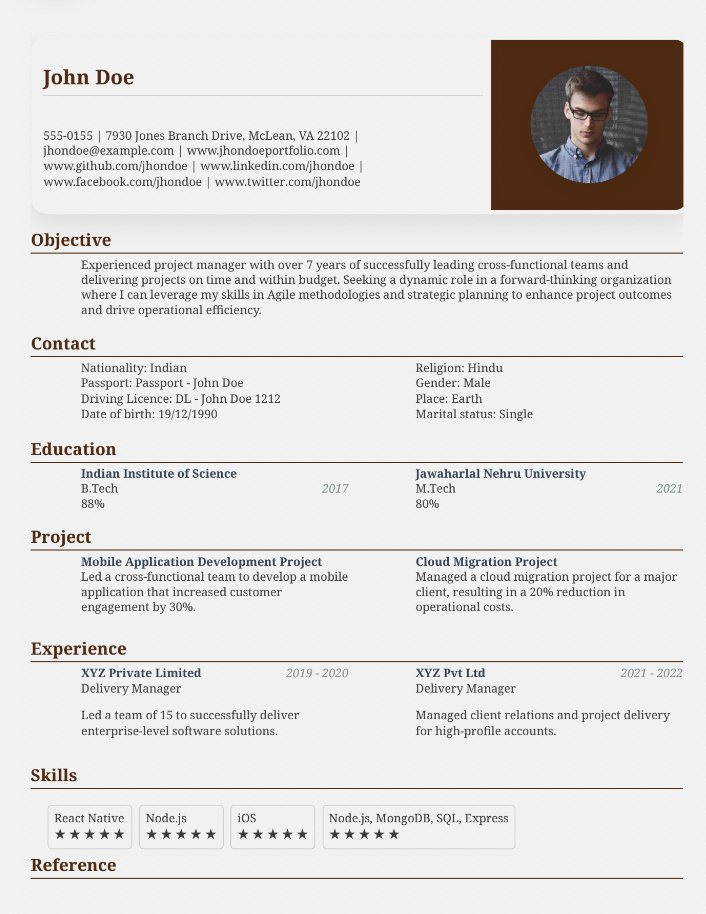 John Doe
555-0155 | 7930 Jones Branch Drive, McLean, VA 22102 |
jhondoe@example.com | www.jhondoeportfolio.com |
www.github.com/jhondoe | www.linkedin.com/jhondoe |
www.facebook.com/jhondoe | www.twitter.com/jhondoe
Objective
Experienced project manager with over 7 years of successfully leading cross-functional teams and
delivering projects on time and within budget. Seeking a dynamic role in a forward-thinking organization
where I can leverage my skills in Agile methodologies and strategic planning to enhance project outcomes
and drive operational efficiency.
Contact
Nationality: Indian
Passport: Passport - John Doe
Driving Licence: DL - John Doe 1212
Date of birth: 19/12/1990
Religion: Hindu
Gender: Male
Place: Earth
Marital status: Single
Education
Indian Institute of Science
B.Tech 2017
88%
Jawaharlal Nehru University
M.Tech 2021
80%
Project
Mobile Application Development Project
Led a cross-functional team to develop a mobile
application that increased customer
engagement by 30%.
Cloud Migration Project
Managed a cloud migration project for a major
client, resulting in a 20% reduction in
operational costs.
Experience
XYZ Private Limited 2019 - 2020
Delivery Manager
Led a team of 15 to successfully deliver
enterprise-level software solutions.
XYZ Pvt Ltd 2021 - 2022
Delivery Manager
Managed client relations and project delivery
for high-profile accounts.
Skills
React Native
★★★★★
Node.js
★★★★★
iOS
★★★★★
Node.js, MongoDB, SQL, Express
★★★★★
Reference